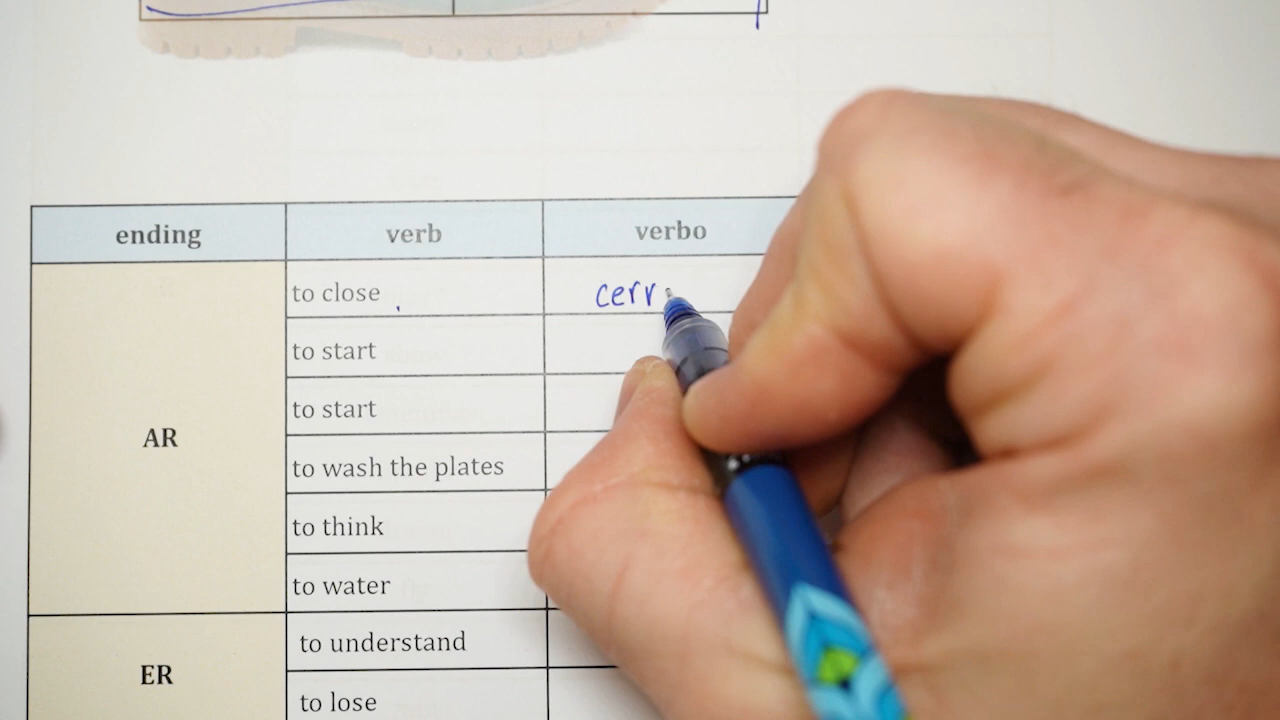 ending verb verbo
AR
to close cerr
to start
to start
to wash the plates
to think
to water
ER
to understand
to lose